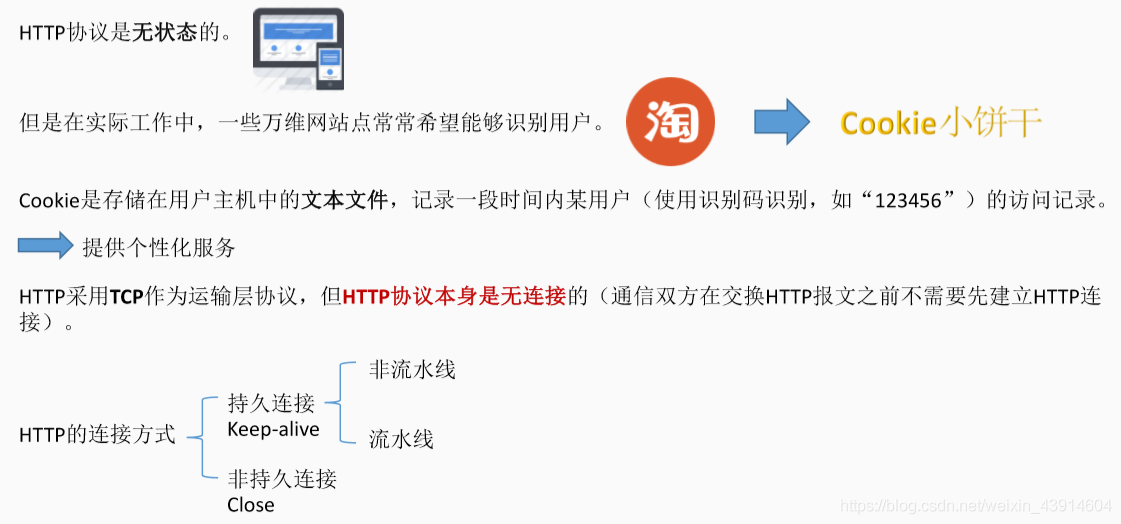 HTTP协议是无状态的。
但是在实际工作中，一些万维网站点常常希望能够识别用户。
淘
Cookie小饼干
Cookie是存储在用户主机中的文本文件，记录一段时间内某用户（使用识别码识别，如“123456”）的访问记录。
提供个性化服务
HTTP采用TCP作为运输层协议，但HTTP协议本身是无连接的（通信双方在交换HTTP报文之前不需要先建立HTTP连
接）。
HTTP的连接方式
持久连接
Keep-alive
非流水线
流水线
非持久连接
Close
https://blog.csdn.net/weixin_43914604